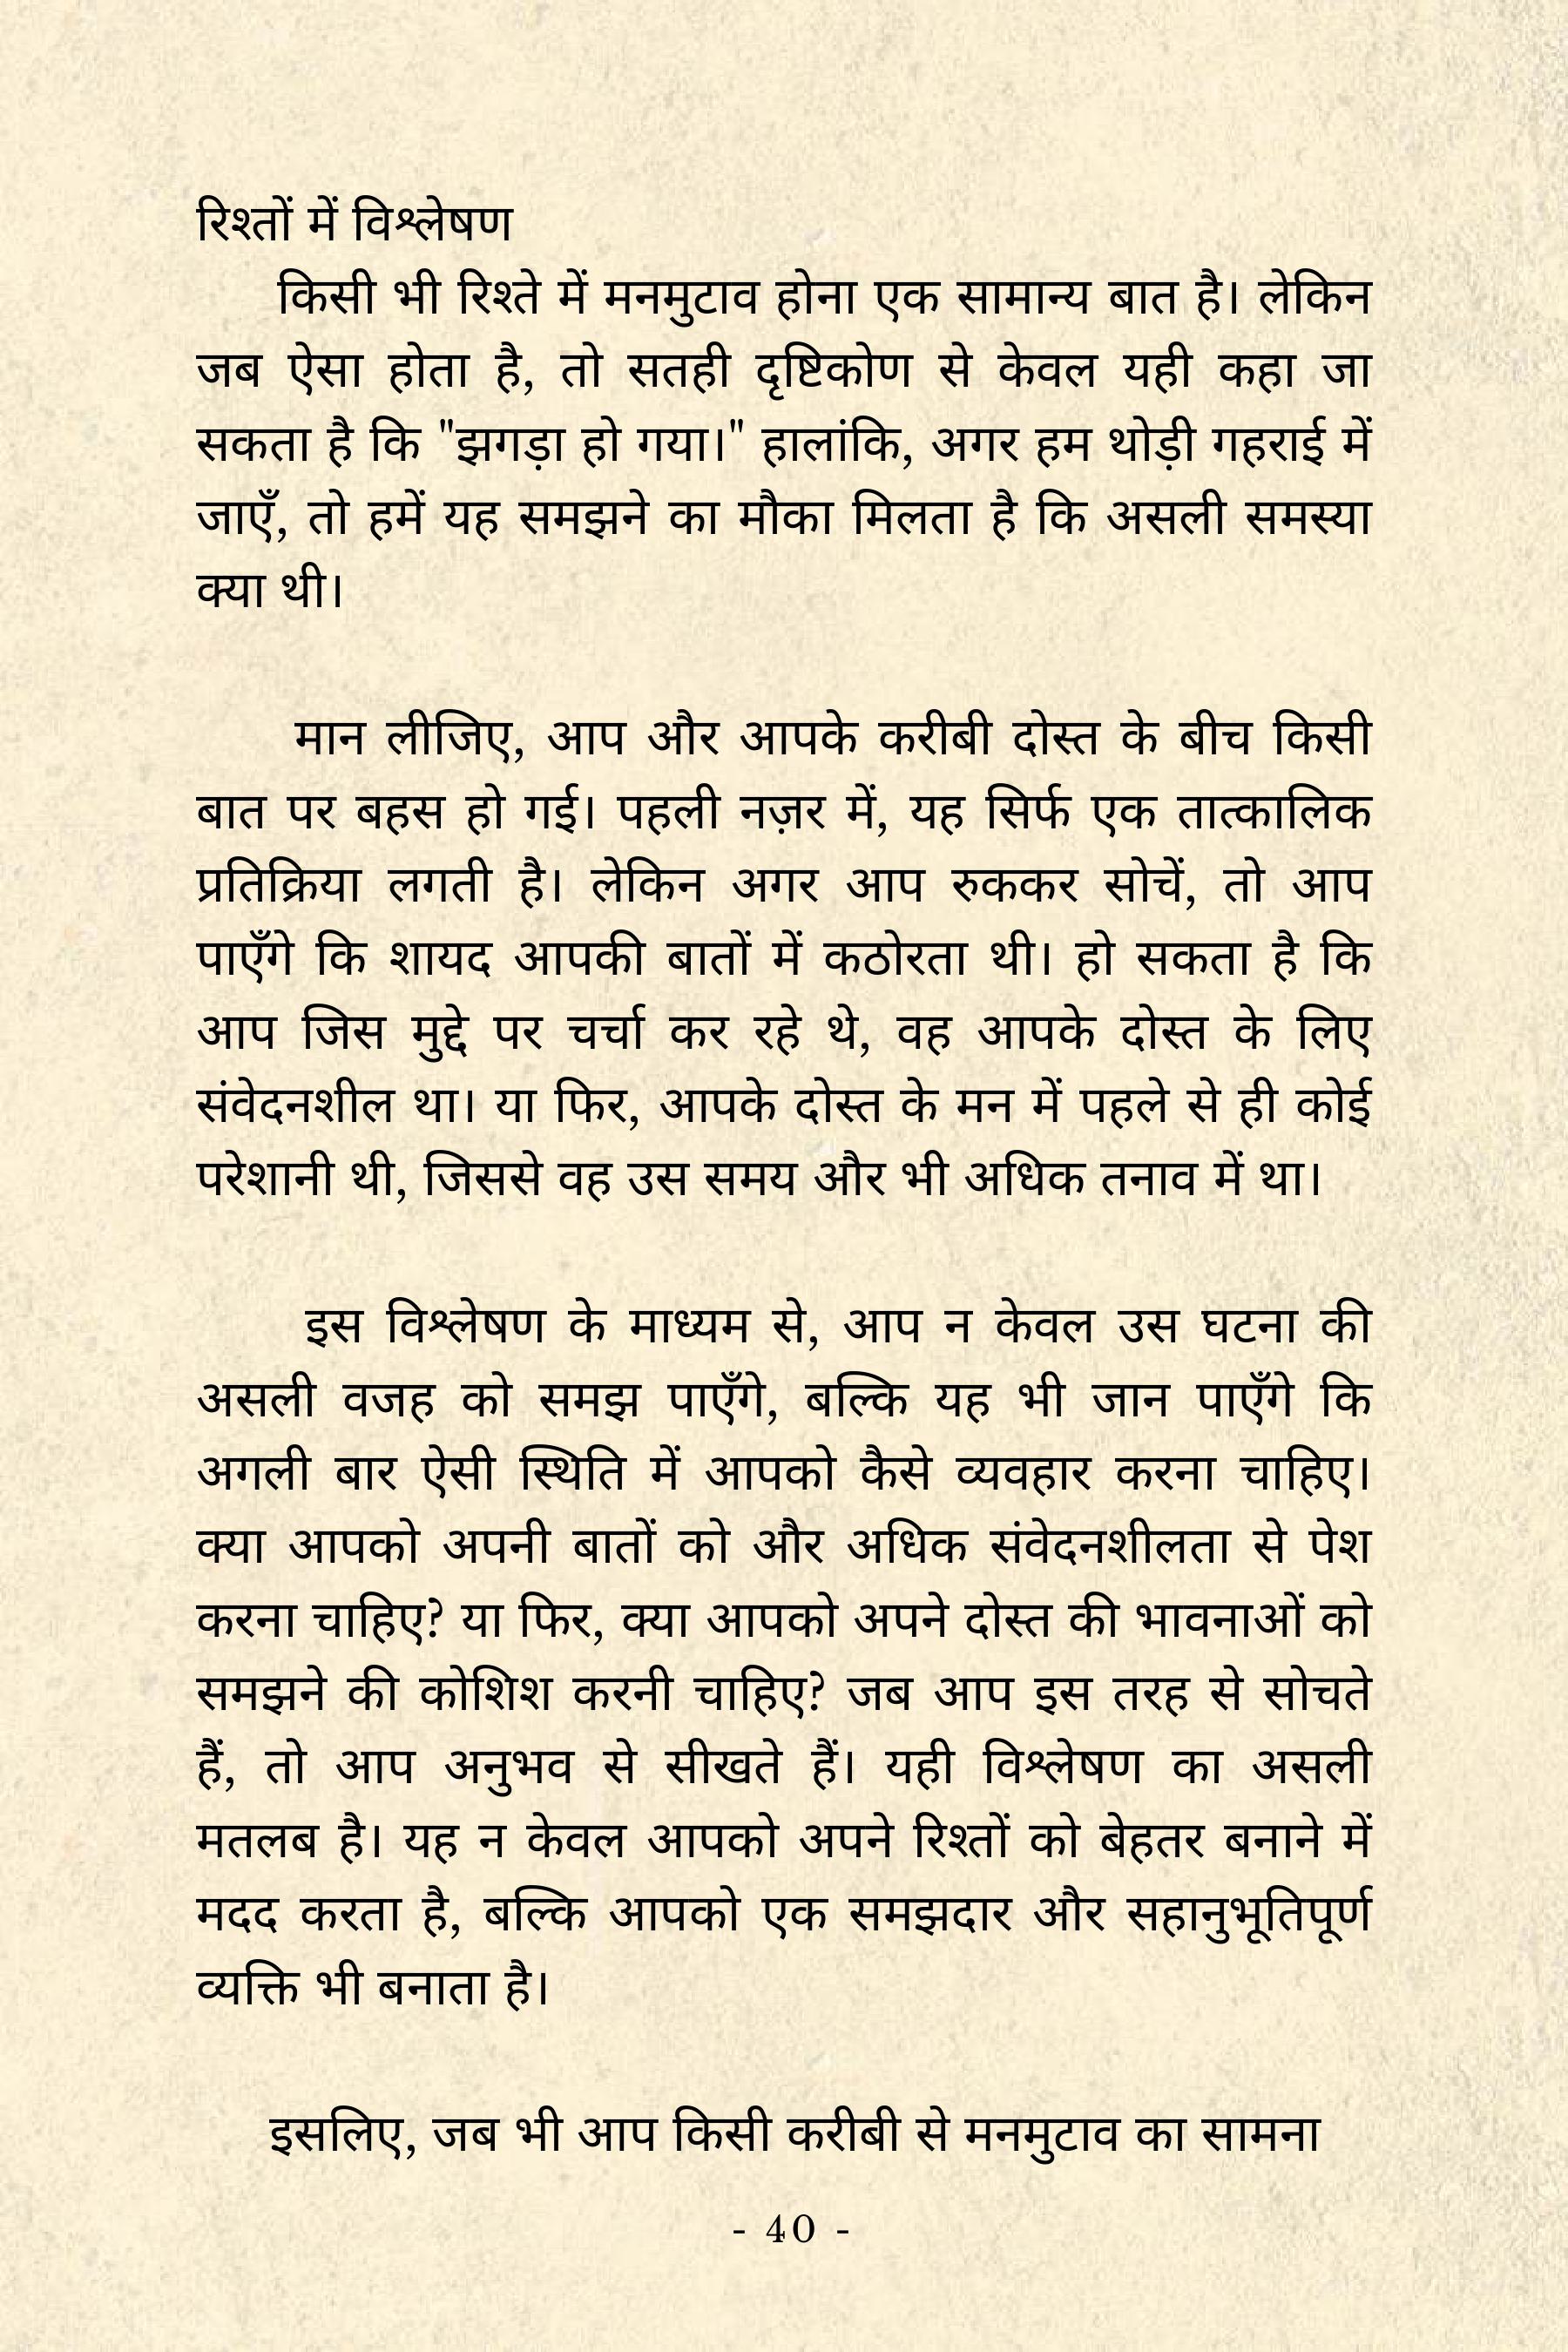 रिश्तों में विश्लेषण
किसी भी रिश्ते में मनमुटाव होना एक सामान्य बात है। लेकिन
जब ऐसा होता है, तो सतही दृष्टिकोण से केवल यही कहा जा
सकता है कि "झगड़ा हो गया।" हालांकि, अगर हम थोड़ी गहराई में
जाएँ, तो हमें यह समझने का मौका मिलता है कि असली समस्या
क्या थी।
मान लीजिए, आप और आपके करीबी दोस्त के बीच किसी
बात पर बहस हो गई। पहली नज़र में, यह सिर्फ एक तात्कालिक
प्रतिक्रिया लगती है। लेकिन अगर आप रुककर सोचें, तो आप
पाएँगे कि शायद आपकी बातों में कठोरता थी। हो सकता है कि
आप जिस मुद्दे पर चर्चा कर रहे थे, वह आपके दोस्त के लिए
संवेदनशील था। या फिर, आपके दोस्त के मन में पहले से ही कोई
परेशानी थी, जिससे वह उस समय और भी अधिक तनाव में था।
इस विश्लेषण के माध्यम से, आप न केवल उस घटना की
असली वजह को समझ पाएँगे, बल्कि यह भी जान पाएँगे कि
अगली बार ऐसी स्थिति में आपको कैसे व्यवहार करना चाहिए।
क्या आपको अपनी बातों को और अधिक संवेदनशीलता से पेश
करना चाहिए? या फिर, क्या आपको अपने दोस्त की भावनाओं को
समझने की कोशिश करनी चाहिए? जब आप इस तरह से सोचते
हैं, तो आप अनुभव से सीखते हैं। यही विश्लेषण का असली
मतलब है। यह न केवल आपको अपने रिश्तों को बेहतर बनाने में
मदद करता है, बल्कि आपको एक समझदार और सहानुभूतिपूर्ण
व्यक्ति भी बनाता है।
इसलिए, जब भी आप किसी करीबी से मनमुटाव का सामना
- 40 -